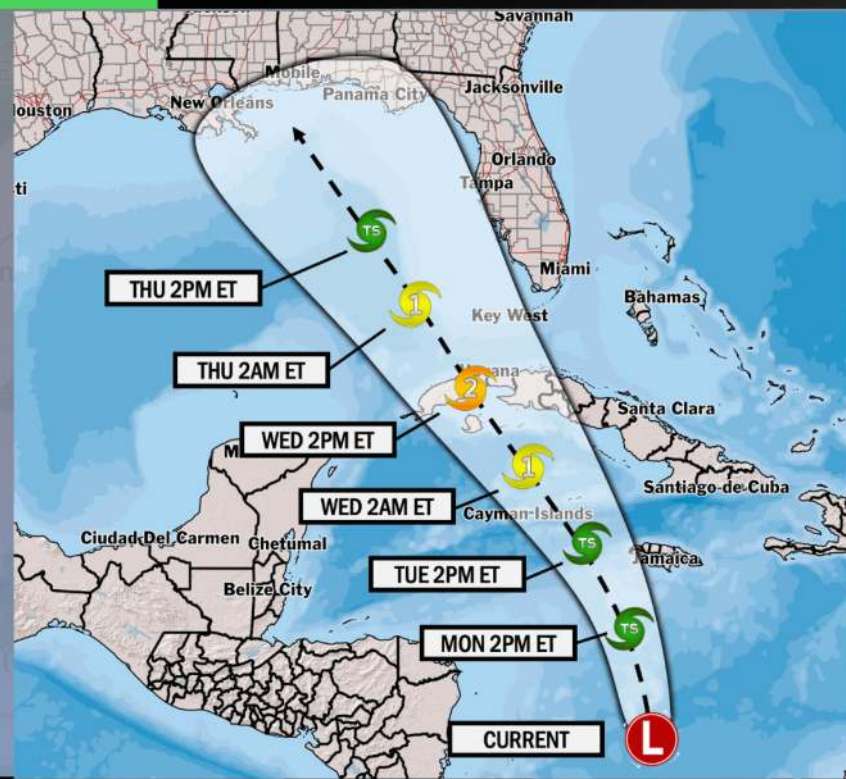 Savannah
Mobile
Jacksonville
New Orleans
Panama City
ouston
Orlando
Tampa
ti
TS
THU 2PM ET
Miami
Bahamas
1
Key West
THU 2AM ET
2
Santa Clara
WED 2PM ET
M
1
Santiago de Cuba
WED 2AM ET
Cayman Islands
Ciudad Del Carmen
Chetumal
TS
Jamaica
TUE 2PM ET
Belize City
TS
MON 2PM ET
CURRENT
L